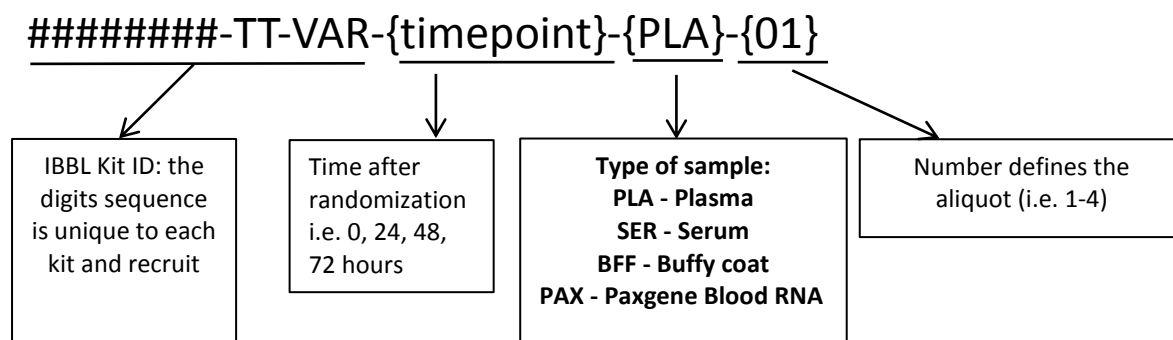 ########-TT-VAR-{timepoint}-{PLA}-{01}
IBBL Kit ID: the
digits sequence
is unique to each
kit and recruit
Time after
randomization
i.e. 0, 24, 48,
72 hours
Type of sample:
PLA - Plasma
SER - Serum
BFF - Buffy coat
PAX - Paxgene Blood RNA
Number defines the
aliquot (i.e. 1-4)